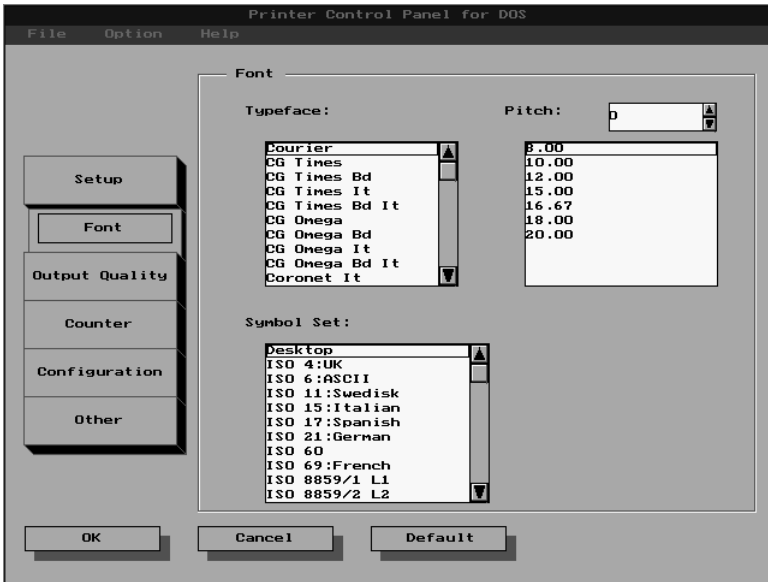 Printer Control Panel for DOS
File Option Help
Setup
Font
Output Quality
Counter
Configuration
Other
Font
Typeface:
Courier
CG Times
CG Times Bd
CG Times It
CG Times Bd It
CG Omega
CG Omega Bd
CG Omega It
CG Omega Bd It
Coronet It
Pitch:
0
8.00
10.00
12.00
15.00
16.67
18.00
20.00
Symbol Set:
Desktop
ISO 4:UK
ISO 6:ASCII
ISO 11:Swedisk
ISO 15:Italian
ISO 17:Spanish
ISO 21:German
ISO 60
ISO 69:French
ISO 8859/1 L1
ISO 8859/2 L2
OK Cancel Default